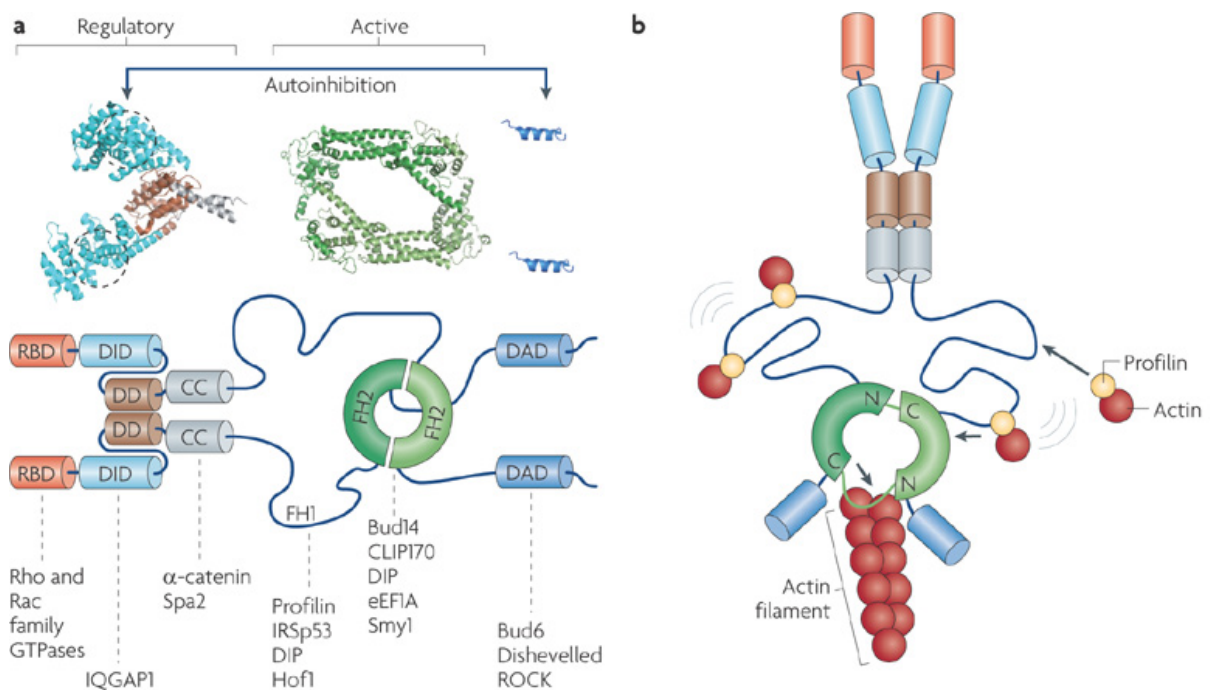 a
Regulatory
Active
Autoinhibition
RBD
DID
DD
CC
DD
CC
RBD
DID
FH2
FH2
DAD
DAD
FH1
Rho and
Rac
family
GTPases
IQGAP1
α-catenin
Spa2
Profilin
IRSp53
DIP
Hof1
Bud14
CLIP170
DIP
eEF1A
Smy1
Bud6
Dishevelled
ROCK
b
Profilin
Actin
N
C
C
N
Actin
filament